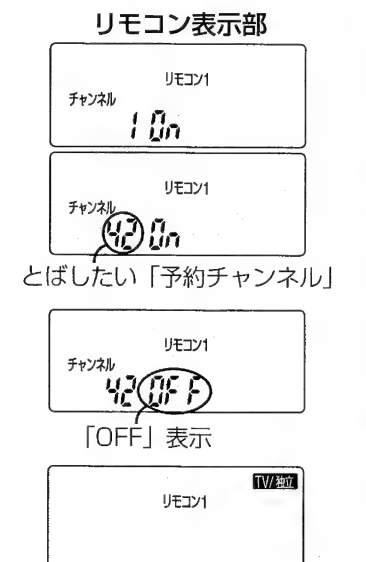 リモコン表示部
リモコン1
チャンネル
1 On
リモコン1
チャンネル
42 On
とばしたい「予約チャンネル」
リモコン1
チャンネル
42 OFF
「OFF」表示
TV/独立
リモコン1